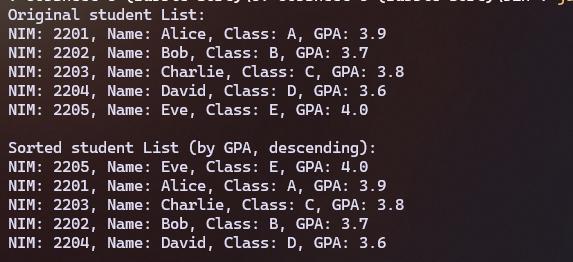 Original student List:
NIM: 2201, Name: Alice, Class: A, GPA: 3.9
NIM: 2202, Name: Bob, Class: B, GPA: 3.7
NIM: 2203, Name: Charlie, Class: C, GPA: 3.8
NIM: 2204, Name: David, Class: D, GPA: 3.6
NIM: 2205, Name: Eve, Class: E, GPA: 4.0

Sorted student List (by GPA, descending):
NIM: 2205, Name: Eve, Class: E, GPA: 4.0
NIM: 2201, Name: Alice, Class: A, GPA: 3.9
NIM: 2203, Name: Charlie, Class: C, GPA: 3.8
NIM: 2202, Name: Bob, Class: B, GPA: 3.7
NIM: 2204, Name: David, Class: D, GPA: 3.6